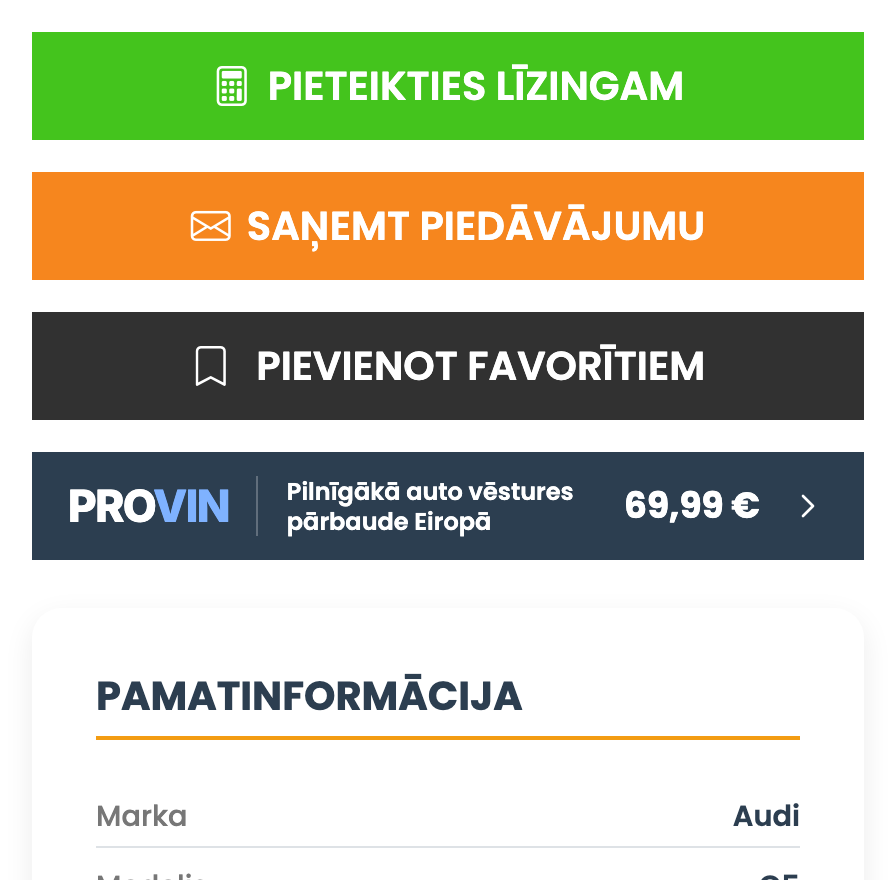 PIETEIKTIES LĪZINGAM
SAŅEMT PIEDĀVĀJUMU
PIEVIENOT FAVORĪTIEM
PROVIN
Pilnīgākā auto vēstures
pārbaude Eiropā
69,99 €
PAMATINFORMĀCIJA
Marka Audi